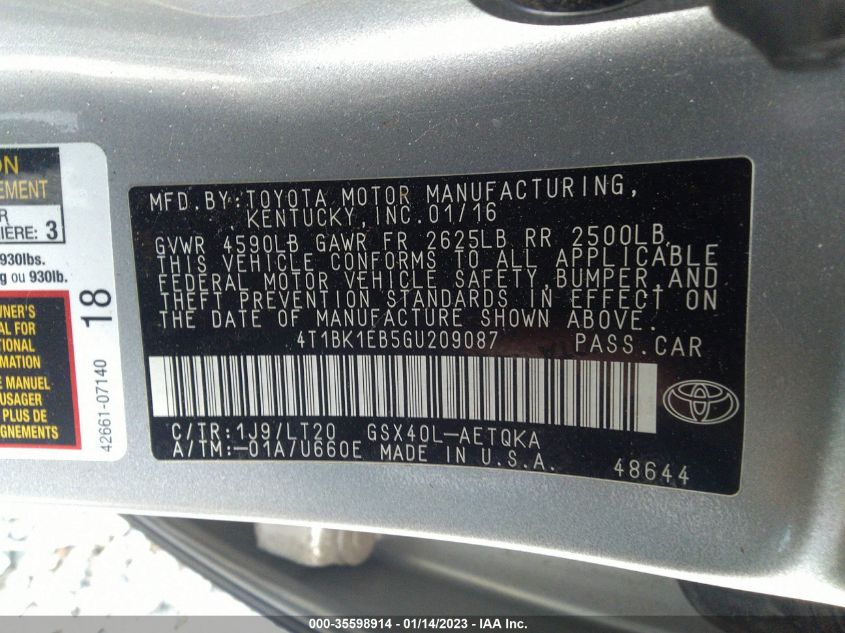 ON
EMENT
R
IÈRE: 3
930lbs.
g ou 930lb.
WNER'S
AL FOR
TIONAL
rmation
E MANUEL
USAGER
PLUS DE
GNEMENTS
18
42661-07140
MFD.BY:TOYOTA MOTOR MANUFACTURING,
KENTUCKY,INC.01/16
GVWR 4590LB GAWR FR 2625LB RR 2500LB
THIS VEHICLE CONFORMS TO ALL APPLICABLE
FEDERAL MOTOR VEHICLE SAFETY,BUMPER,AND
THEFT PREVENTION STANDARDS IN EFFECT ON
THE DATE OF MANUFACTURE SHOWN ABOVE.
4T1BK1EB5GU209087 PASS.CAR
C/TR:1J9/LT20 GSX40L-AETQKA
A/TM:-01A/U660E MADE IN U.S.A.
48644
000-35598914 - 01/14/2023 - IAA Inc.